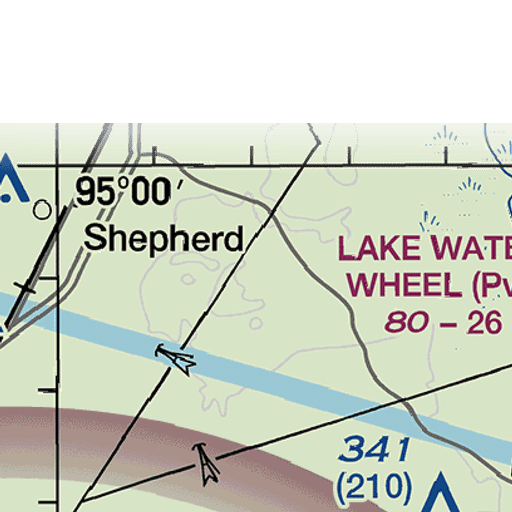 95°00′
Shepherd
LAKE WATE
WHEEL (Pv
80 – 26
341
(210)